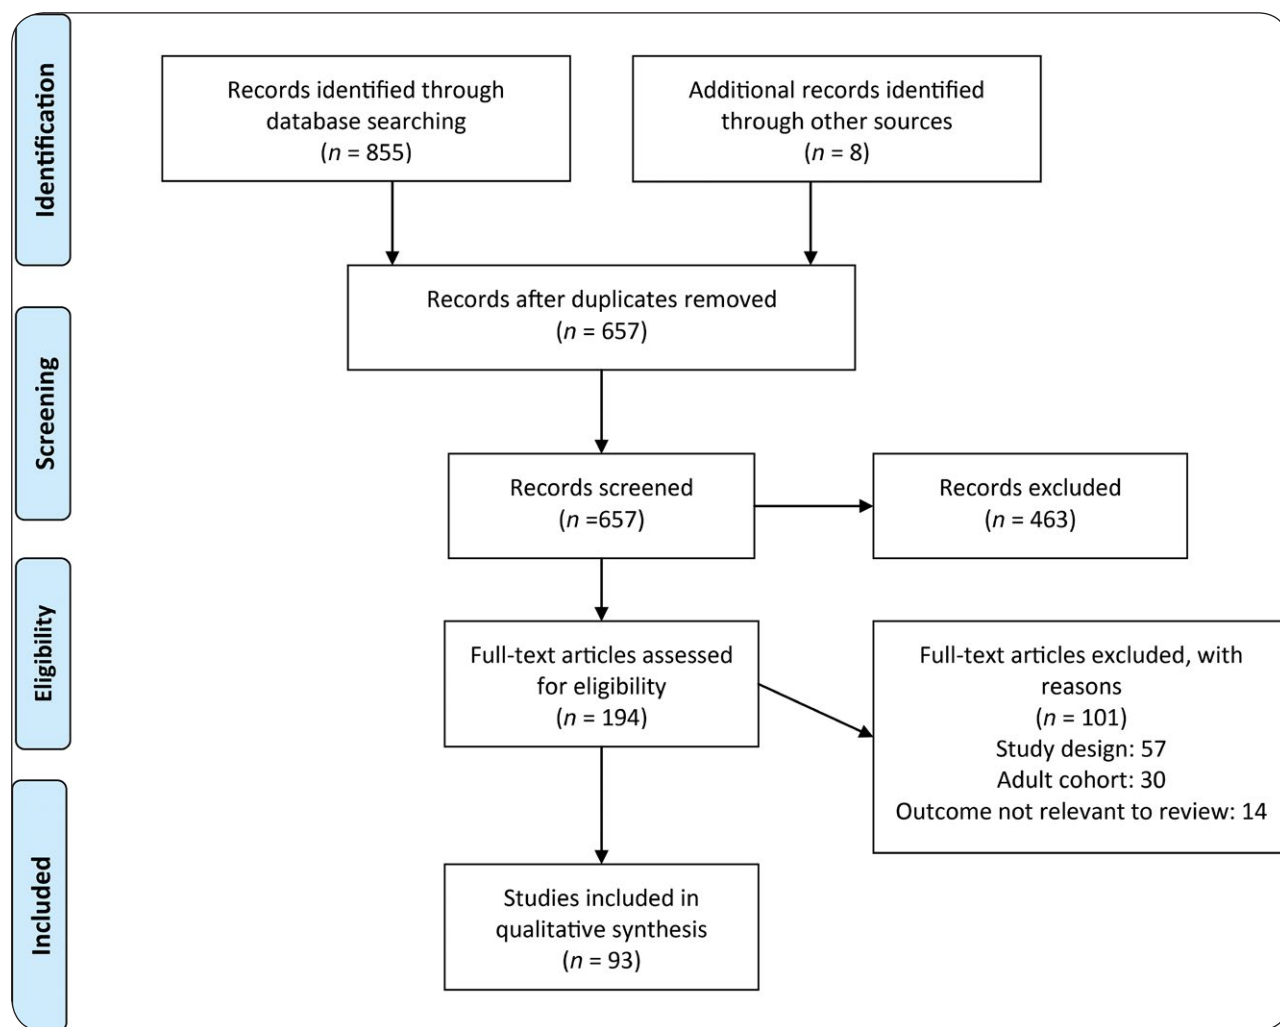 Identification
Records identified through
database searching
(n = 855)
Additional records identified
through other sources
(n = 8)
Records after duplicates removed
(n = 657)
Screening
Records screened
(n =657)
Records excluded
(n = 463)
Eligibility
Full-text articles assessed
for eligibility
(n = 194)
Full-text articles excluded, with
reasons
(n = 101)
Study design: 57
Adult cohort: 30
Outcome not relevant to review: 14
Included
Studies included in
qualitative synthesis
(n = 93)